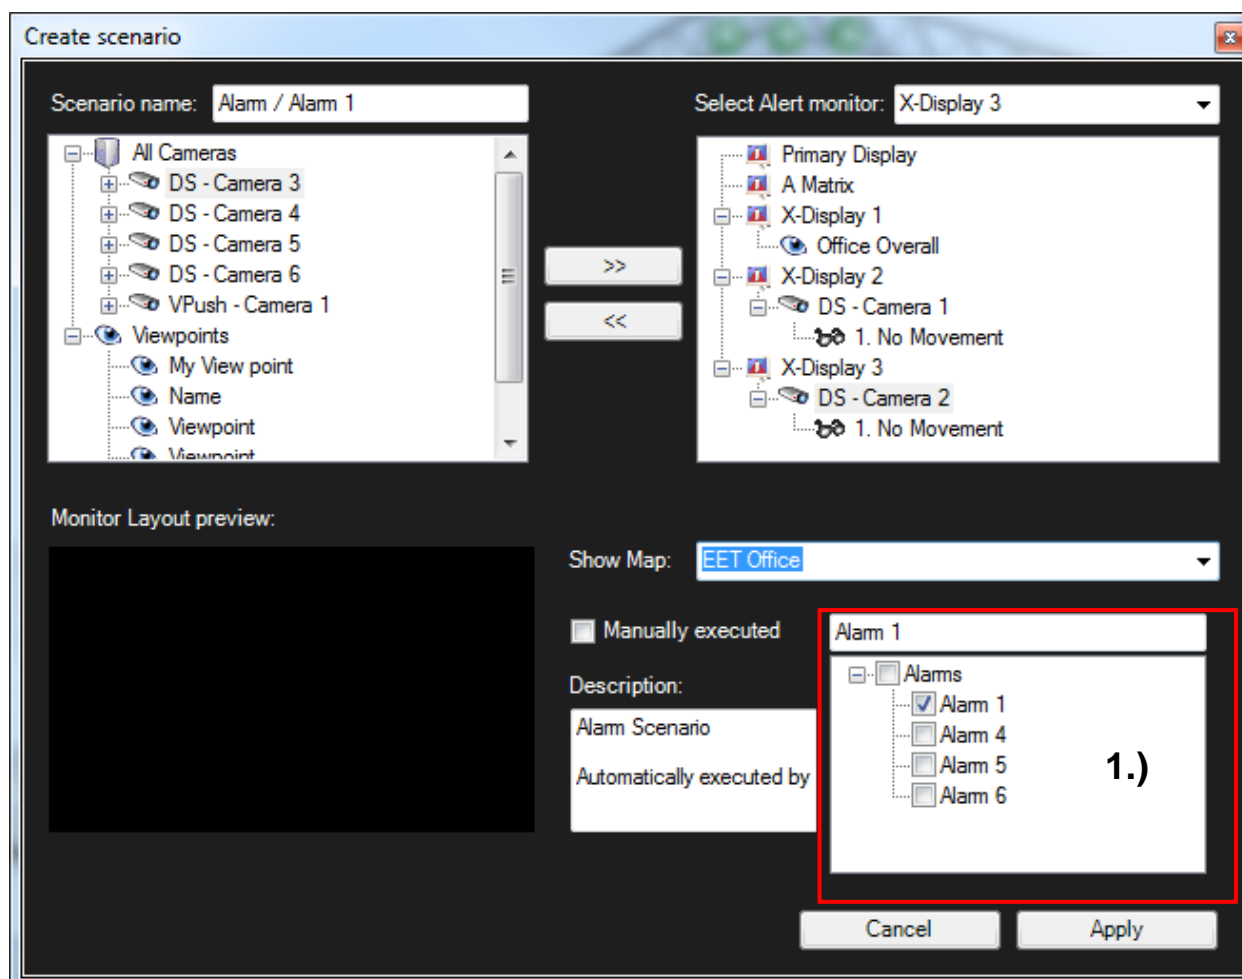 Create scenario
Scenario name:
Alarm / Alarm 1
Select Alert monitor:
X-Display 3
All Cameras
DS - Camera 3
DS - Camera 4
DS - Camera 5
DS - Camera 6
VPush - Camera 1
Viewpoints
My View point
Name
Viewpoint
Viewpoint
>>
<<
Primary Display
A Matrix
X-Display 1
Office Overall
X-Display 2
DS - Camera 1
1. No Movement
X-Display 3
DS - Camera 2
1. No Movement
Monitor Layout preview:
Show Map:
EET Office
Manually executed
Alarm 1
Description:
Alarm Scenario
Automatically executed by
Alarms
Alarm 1
Alarm 4
Alarm 5
Alarm 6
1.)
Cancel
Apply